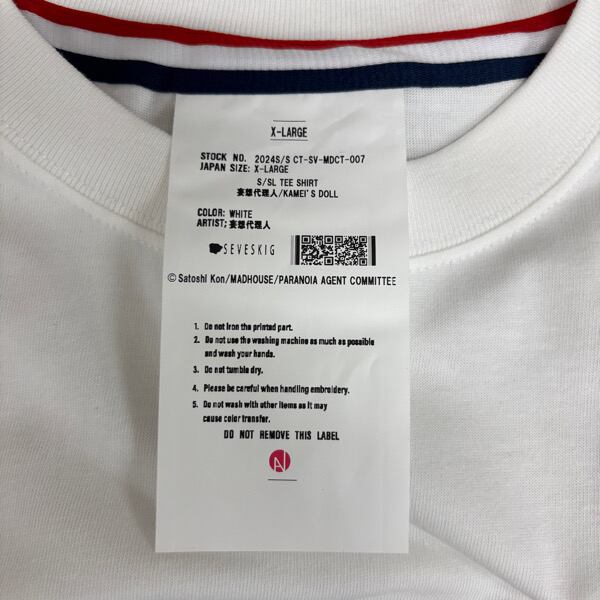 X-LARGE
STOCK NO. 2024S/S CT-SV-MDCT-007
JAPAN SIZE: X-LARGE
S/SL TEE SHIRT
妄想代理人/KAMEI'S DOLL
COLOR: WHITE
ARTIST; 妄想代理人
SEVESKIG
© Satoshi Kon/MADHOUSE/PARANOIA AGENT COMMITTEE
1. Do not iron the printed part.
2. Do not use the washing machine as much as possible
and wash your hands.
3. Do not tumble dry.
4. Please be careful when handling embroidery.
5. Do not wash with other items as it may
cause color transfer.
DO NOT REMOVE THIS LABEL